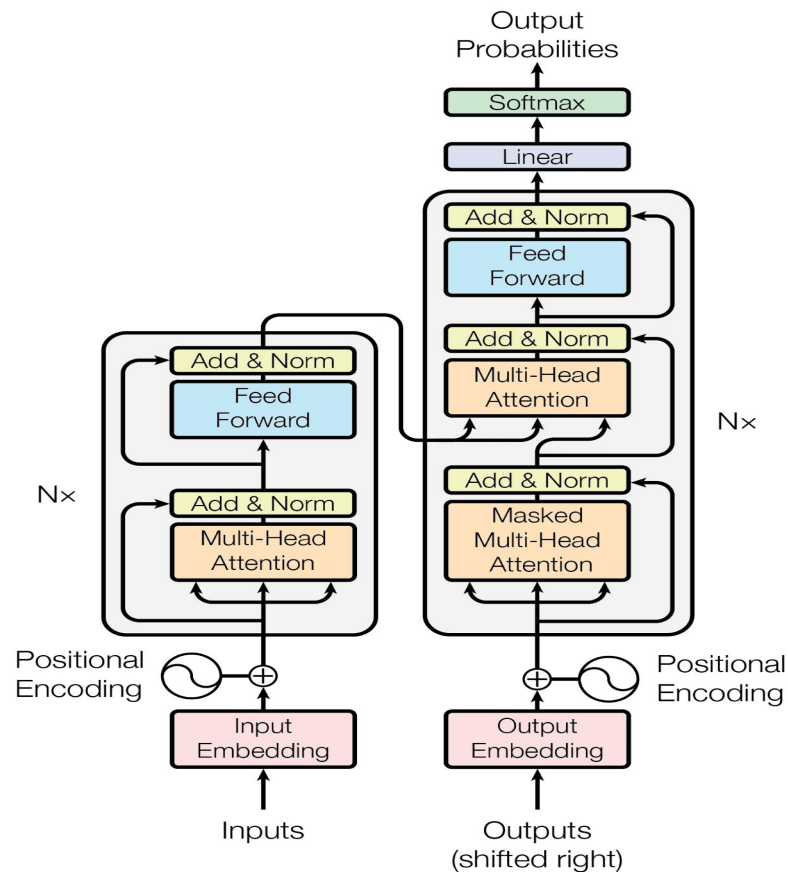 Output
Probabilities
Softmax
Linear
Add & Norm
Feed
Forward
Add & Norm
Multi-Head
Attention
Add & Norm
Masked
Multi-Head
Attention
Nx
Add & Norm
Feed
Forward
Add & Norm
Multi-Head
Attention
Nx
Positional
Encoding
Positional
Encoding
Input
Embedding
Output
Embedding
Inputs
Outputs
(shifted right)